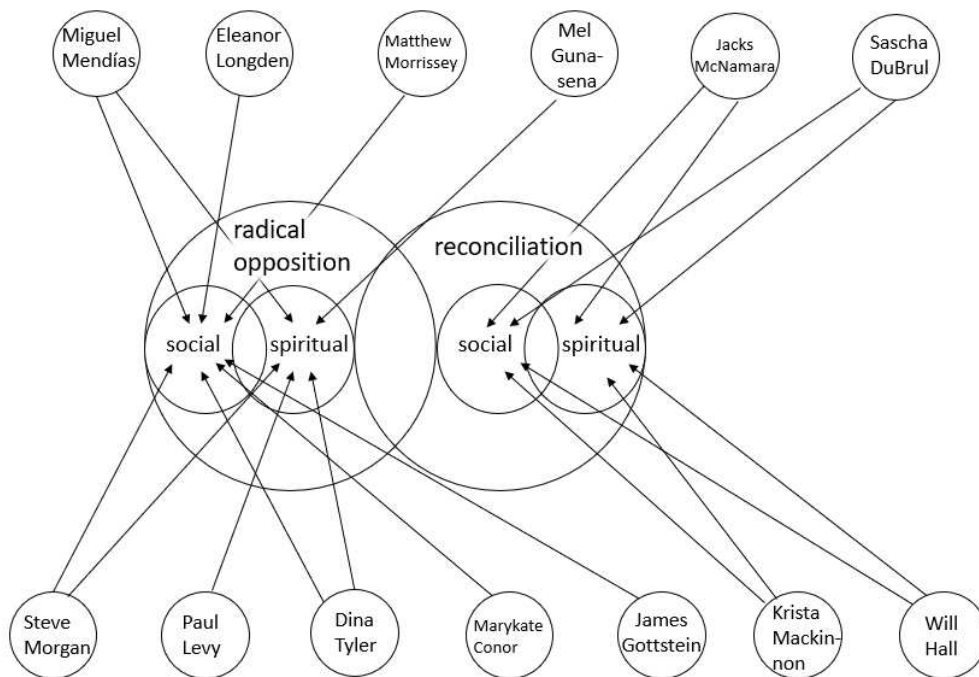 Miguel
Mendías
Eleanor
Longden
Matthew
Morrissey
Mel
Guna-
sena
Jacks
McNamara
Sascha
DuBrul
radical
opposition
reconciliation
social
spiritual
social
spiritual
Steve
Morgan
Paul
Levy
Dina
Tyler
Marykate
Conor
James
Gottstein
Krista
Mackin-
non
Will
Hall